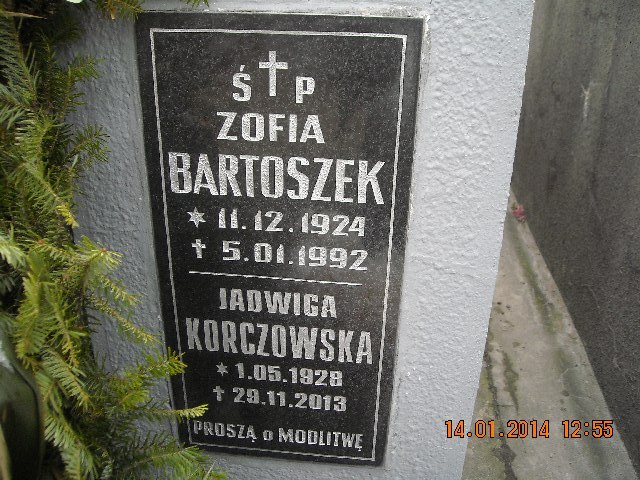 Ś † P
ZOFIA
BARTOSZEK
* 11.12.1924
† 5.01.1992
JADWIGA
KORCZOWSKA
* 1.05.1928
† 29.11.2013
PROSZĄ o MODLITWĘ
14.01.2014 12:55